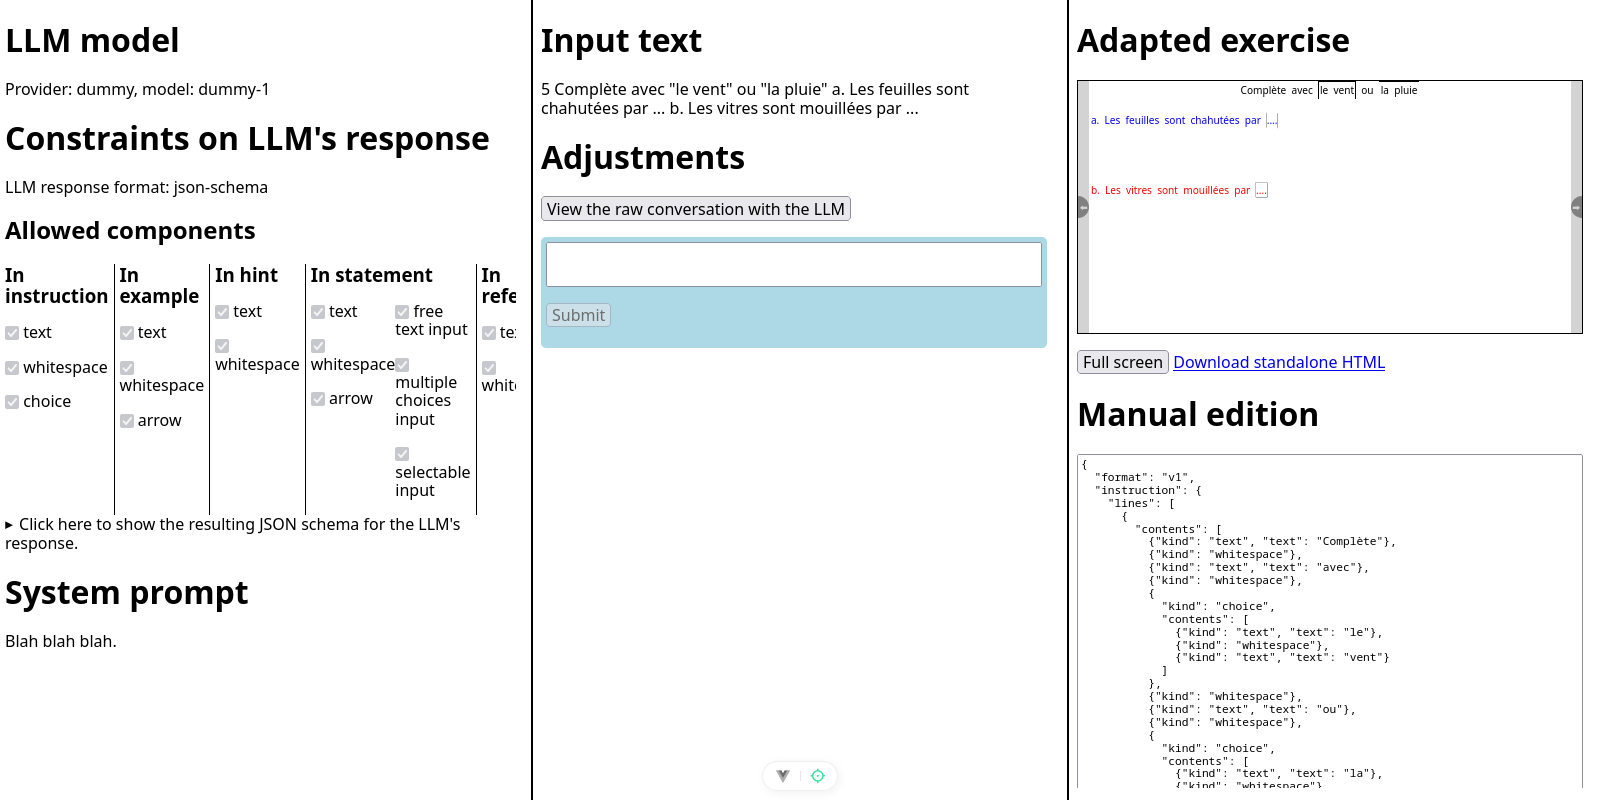 LLM model
Provider: dummy, model: dummy-1
Constraints on LLM's response
LLM response format: json-schema
Allowed components
In instruction
text
whitespace
choice
In example
text
whitespace
arrow
In hint
text
whitespace
In statement
text
whitespace
arrow
free text input
multiple choices input
selectable input
In
Click here to show the resulting JSON schema for the LLM's
response.
System prompt
Blah blah blah.
Input text
5 Complète avec "le vent" ou "la pluie" a. Les feuilles sont
chahutées par ... b. Les vitres sont mouillées par ...
Adjustments
View the raw conversation with the LLM
Submit
Adapted exercise
Complète avec le vent ou la pluie
a. Les feuilles sont chahutées par ....
b. Les vitres sont mouillées par ....
Full screen Download standalone HTML
Manual edition
{
"format": "v1",
"instruction": {
"lines": [
{
"contents": [
{"kind": "text", "text": "Complète"},
{"kind": "whitespace"},
{"kind": "text", "text": "avec"},
{"kind": "whitespace"},
{
"kind": "choice",
"contents": [
{"kind": "text", "text": "le"},
{"kind": "whitespace"},
{"kind": "text", "text": "vent"}
]
},
{"kind": "whitespace"},
{"kind": "text", "text": "ou"},
{"kind": "whitespace"},
{
"kind": "choice",
"contents": [
{"kind": "text", "text": "la"},
{"kind": "whitespace"},